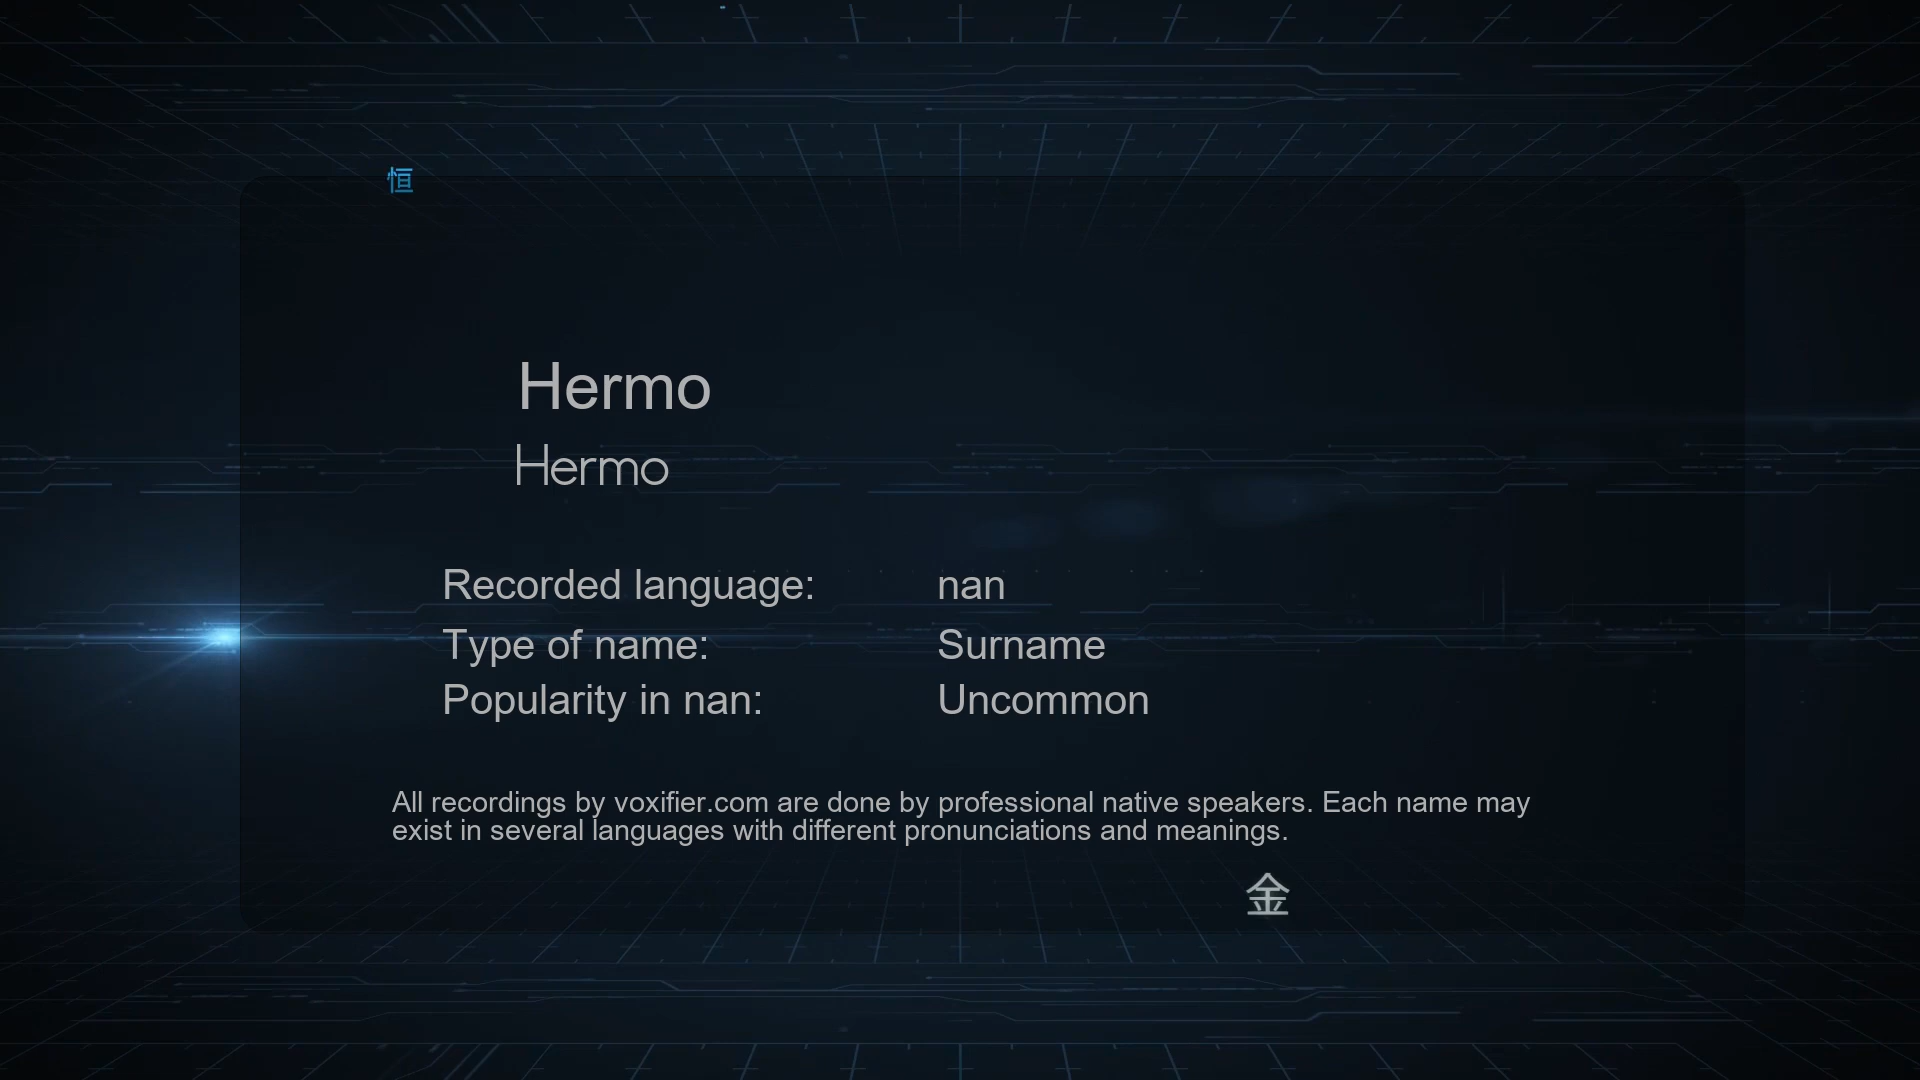 恒
Hermo
Hermo
Recorded language: nan
Type of name: Surname
Popularity in nan: Uncommon
All recordings by voxifier.com are done by professional native speakers. Each name may
exist in several languages with different pronunciations and meanings.
金